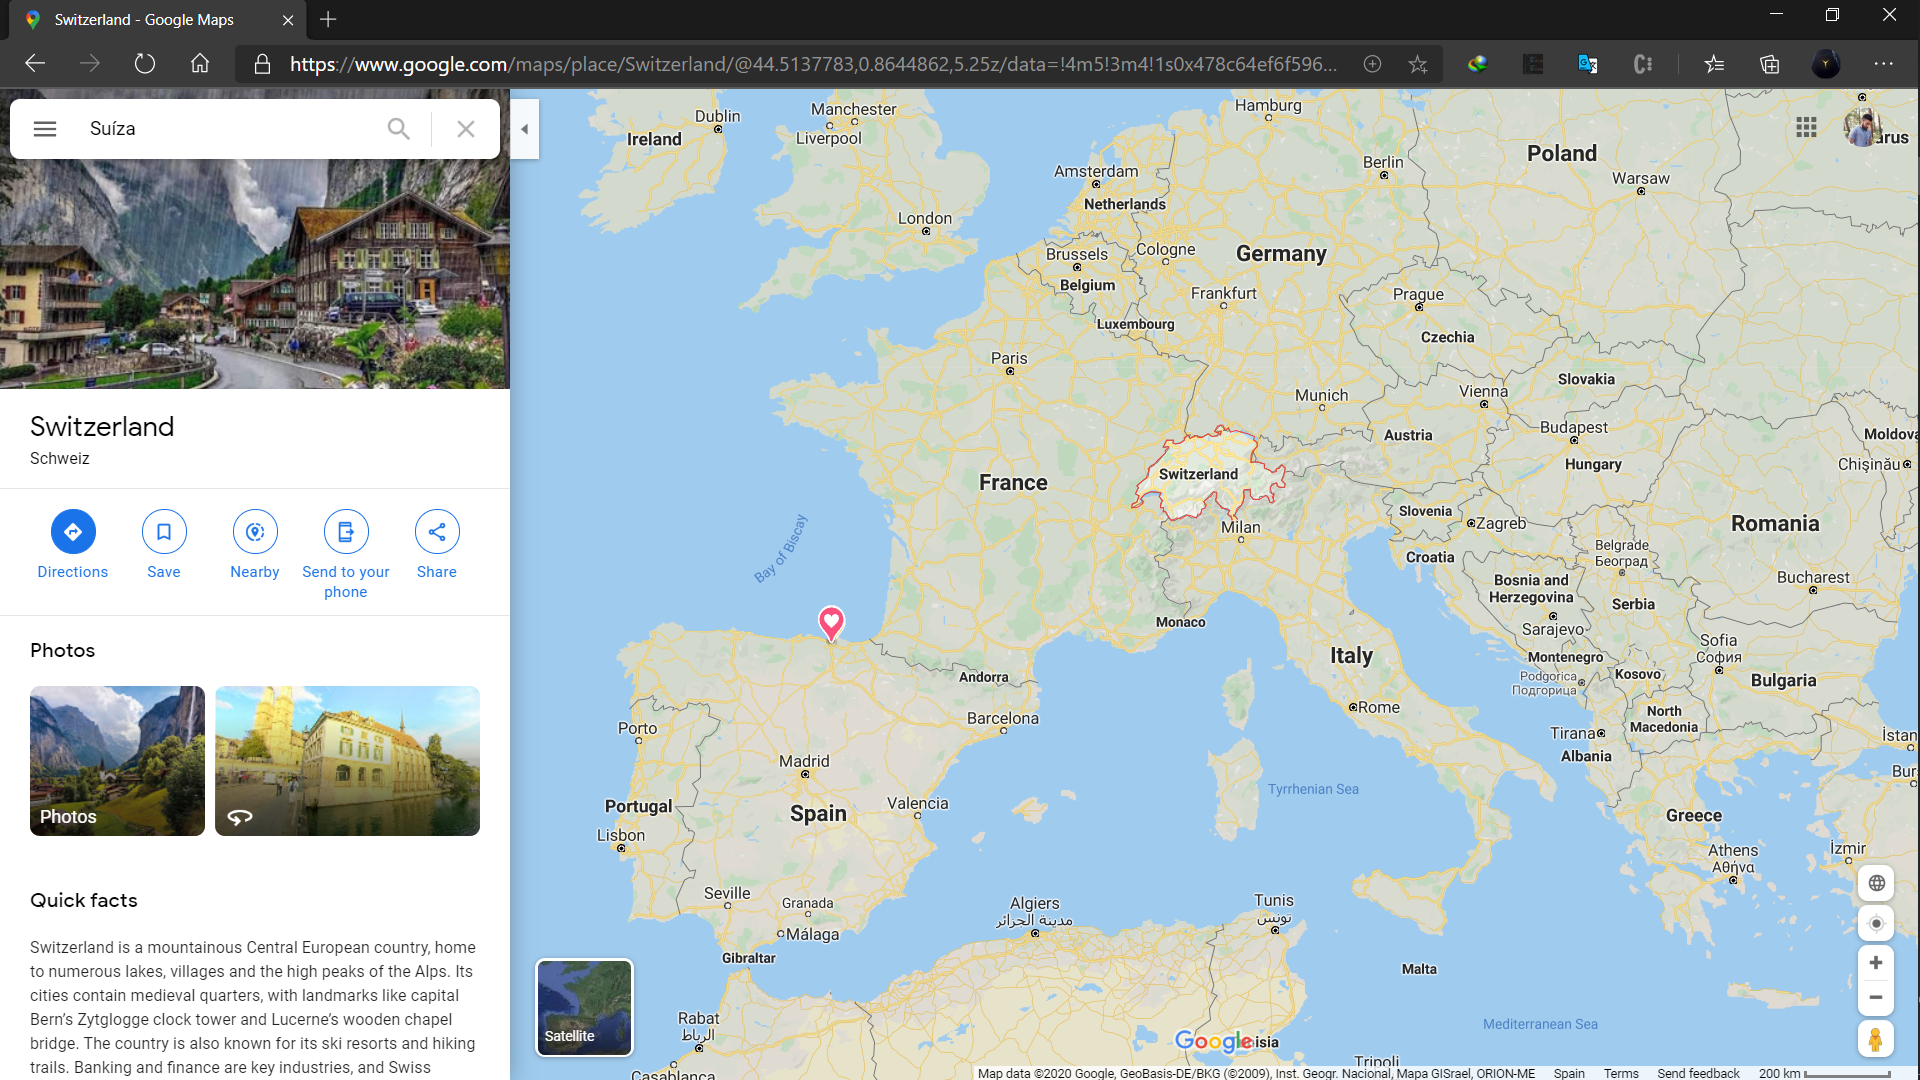 Switzerland - Google Maps
https://www.google.com/maps/place/Switzerland/@44.5137783,0.8644862,5.25z/data=!4m5!3m4!1s0x478c64ef6f596...
Suíza
Switzerland
Schweiz
Directions
Save
Nearby
Send to your
phone
Share
Photos
Photos
Quick facts
Switzerland is a mountainous Central European country, home
to numerous lakes, villages and the high peaks of the Alps. Its
cities contain medieval quarters, with landmarks like capital
Bern's Zytglogge clock tower and Lucerne's wooden chapel
bridge. The country is also known for its ski resorts and hiking
trails. Banking and finance are key industries, and Swiss
Dublin
Manchester
Hamburg
Ireland
Liverpool
arus
Poland
Berlin
Amsterdam
Warsaw
Netherlands
London
Cologne
Brussels
Germany
Belgium
Frankfurt
Prague
Luxembourg
Czechia
Paris
Slovakia
Munich
Vienna
Budapest
Austria
Moldova
Hungary
Chișinău
Switzerland
France
Slovenia
Zagreb
Romania
Milan
Bay of Biscay
Belgrade
Београд
Croatia
Bucharest
Bosnia and
Herzegovina
Serbia
Monaco
Sarajevo
Sofia
София
Italy
Montenegro
Kosovo
Podgorica
Подгорица
Bulgaria
Andorra
Rome
North
Macedonia
Barcelona
Porto
Tirana
İstan
Albania
Madrid
Bur
Tyrrhenian Sea
Portugal
Spain
Valencia
Greece
Lisbon
Athens
Αθήνα
İzmir
Seville
Granada
Algiers
مدينة الجزائر
Tunis
تونس
Málaga
Gibraltar
Malta
Rabat
الرباط
Mediterranean Sea
Satellite
Google
isia
Tripoli
Casablanca
Map data ©2020 Google, GeoBasis-DE/BKG (©2009), Inst. Geogr. Nacional, Mapa GISrael, ORION-ME Spain Terms Send feedback 200 km